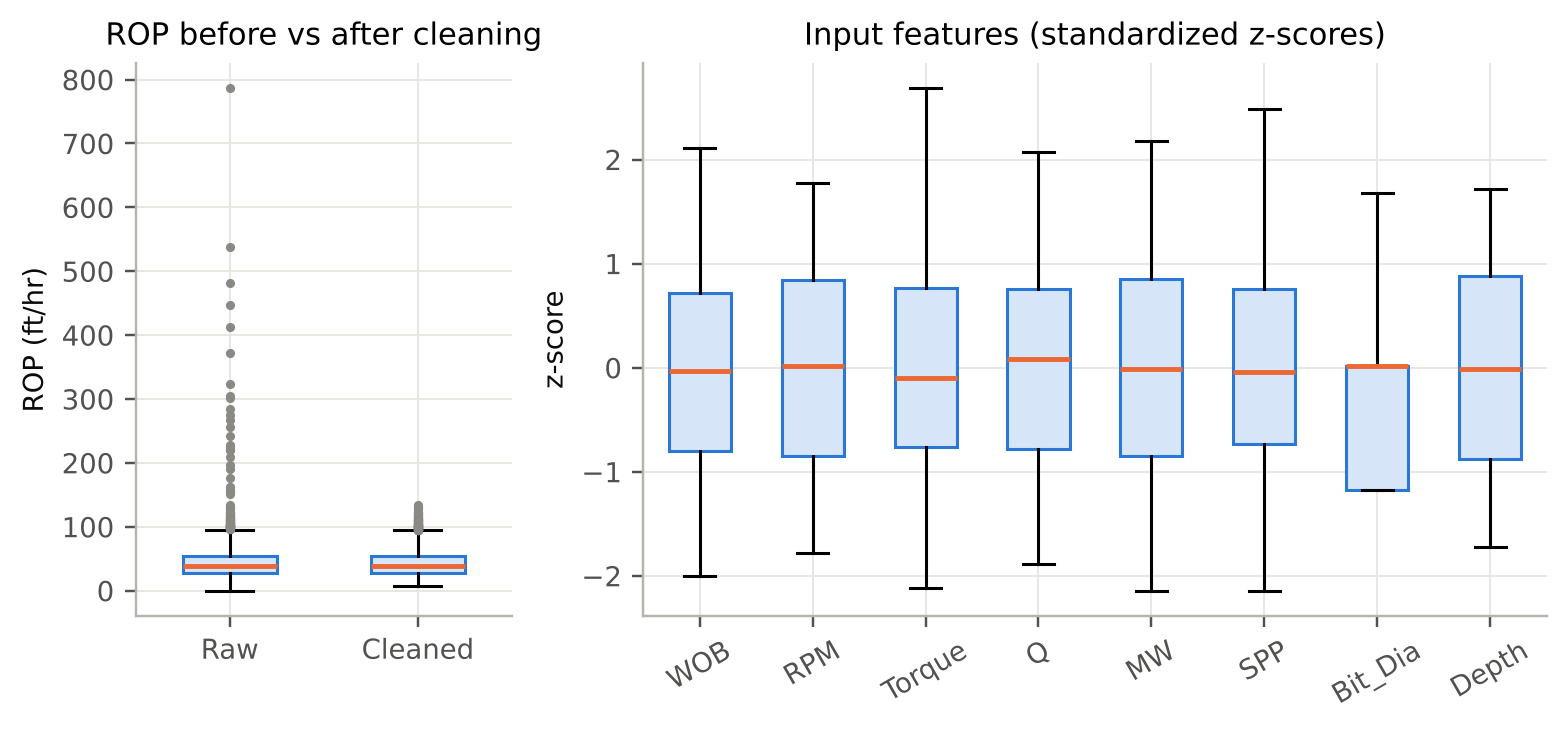 ROP before vs after cleaning
ROP (ft/hr)
800
700
600
500
400
300
200
100
0
Raw Cleaned
Input features (standardized z-scores)
z-score
2
1
0
−1
−2
WOB RPM Torque Q MW SPP Bit_Dia Depth